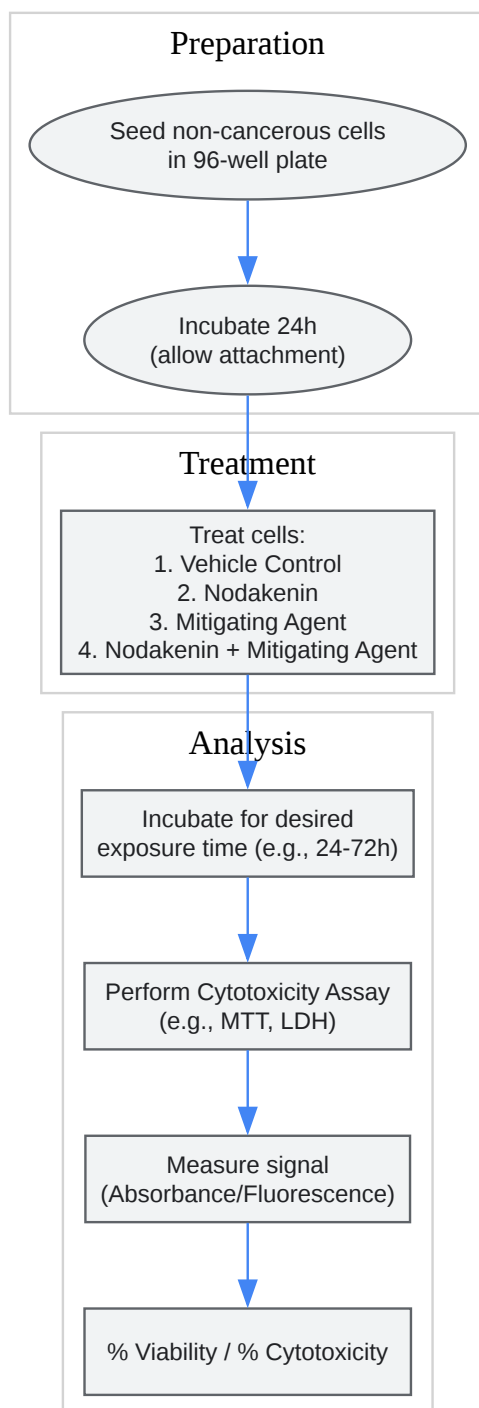 Preparation
Seed non-cancerous cells
in 96-well plate
Incubate 24h
(allow attachment)
Treatment
Treat cells:
1. Vehicle Control
2. Nodakenin
3. Mitigating Agent
4. Nodakenin + Mitigating Agent
Analysis
Incubate for desired
exposure time (e.g., 24-72h)
Perform Cytotoxicity Assay
(e.g., MTT, LDH)
Measure signal
(Absorbance/Fluorescence)
% Viability / % Cytotoxicity